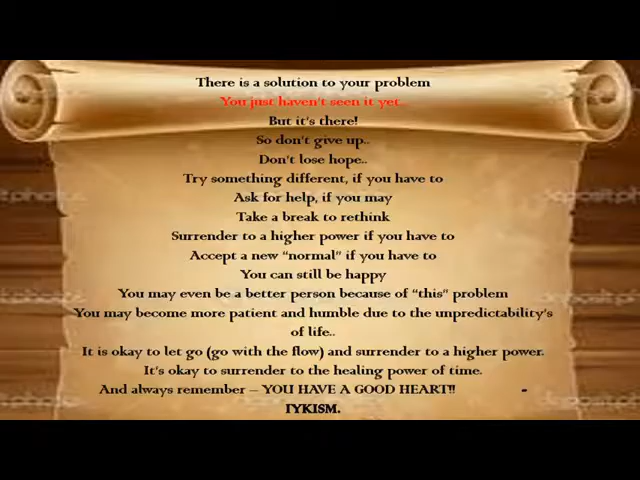 There is a solution to your problem
You just haven't seen it yet..
But it's there!
So don't give up..
Don't lose hope..
Try something different, if you have to
Ask for help, if you may
Take a break to rethink
Surrender to a higher power if you have to
Accept a new "normal" if you have to
You can still be happy
You may even be a better person because of "this" problem
You may become more patient and humble due to the unpredictability's
of life..
It is okay to let go (go with the flow) and surrender to a higher power.
It's okay to surrender to the healing power of time.
And always remember – YOU HAVE A GOOD HEART!! -
IYKISM.